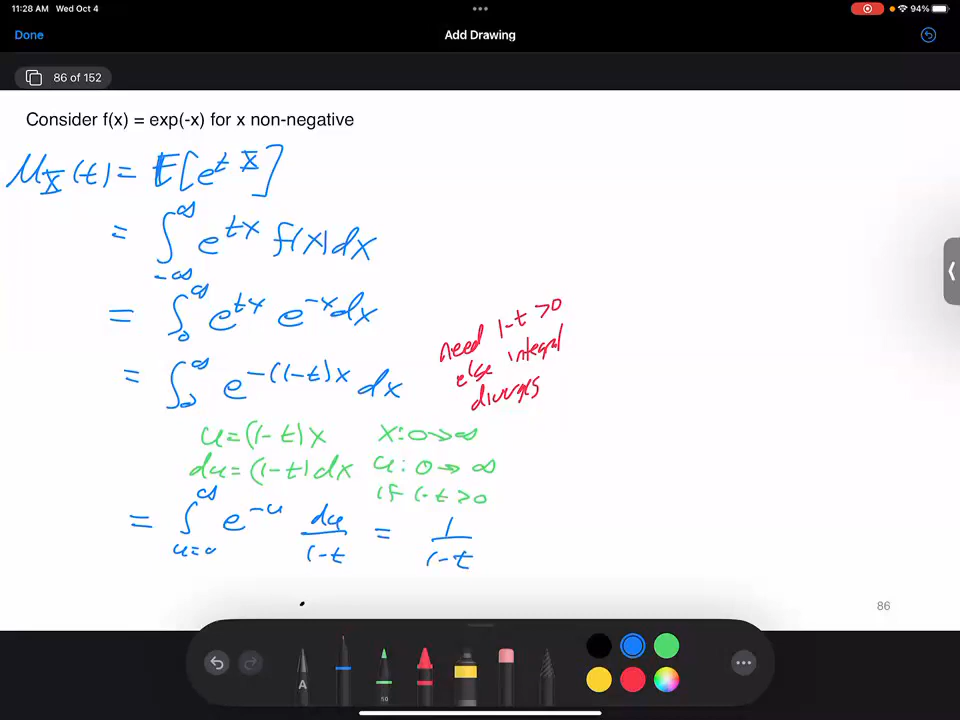 11:28 AM Wed Oct 4
94%
Done
Add Drawing
86 of 152
Consider f(x) = exp(-x) for x non-negative
M_X(t) = E[e^{tX}]
= ∫_{-∞}^{∞} e^{tx} f(x) dx
= ∫_0^∞ e^{tx} e^{-x} dx
need 1-t > 0
else integral
diverges
= ∫_0^∞ e^{-(1-t)x} dx
u = (1-t)x x: 0 → ∞
du = (1-t) dx u: 0 → ∞
if 1-t > 0
= ∫_{u=0}^∞ e^{-u} du/(1-t) = 1/(1-t)
86
A
50